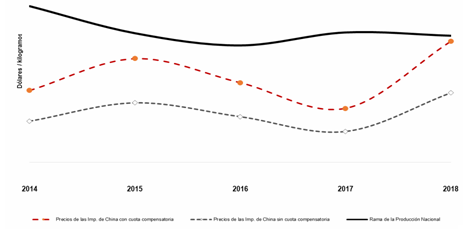 Dólares / kilogramos
2014 2015 2016 2017 2018
Precios de las Imp. de China con cuota compensatoria Precios de las Imp. de China sin cuota compensatoria Rama de la Producción Nacional